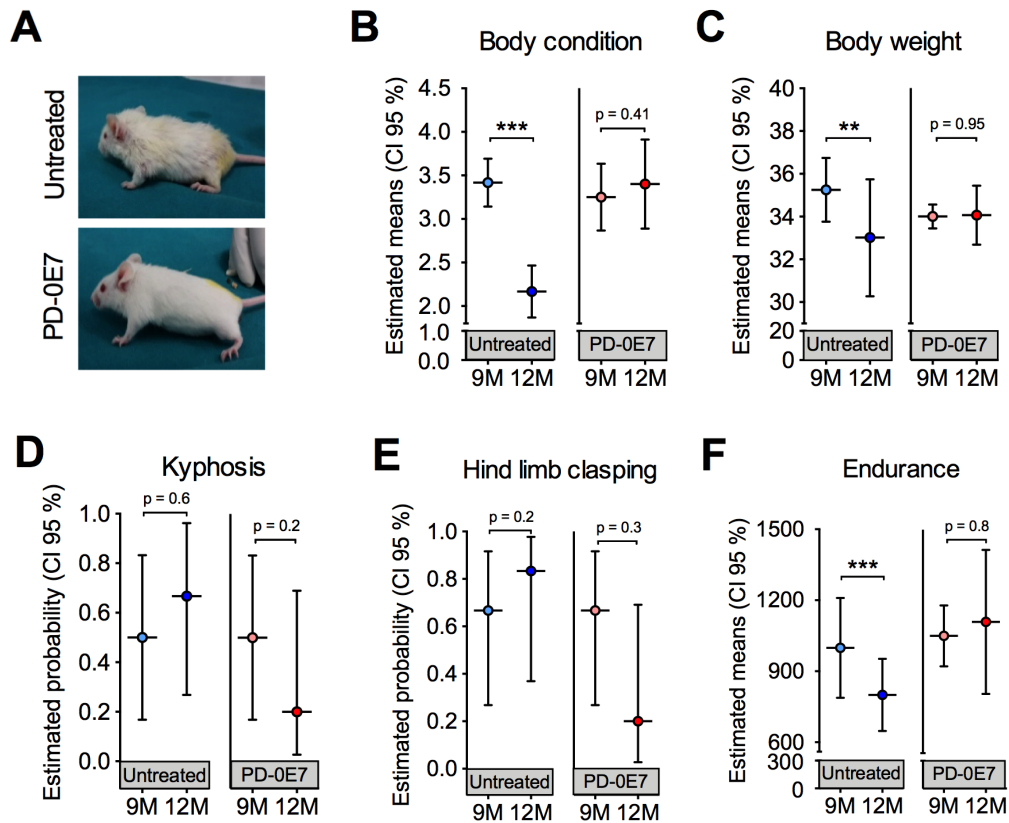 A
Untreated
PD-0E7
B
Body condition
Estimated means (CI 95 %)
4.5
4.0
3.5
3.0
2.5
2.0
1.0
0.0
***
p = 0.41
Untreated
PD-0E7
9M 12M
9M 12M
C
Body weight
Estimated means (CI 95 %)
40
38
36
34
32
30
20
0
**
p = 0.95
Untreated
PD-0E7
9M 12M
9M 12M
D
Kyphosis
Estimated probability (CI 95 %)
1.0
0.8
0.6
0.4
0.2
0.0
p = 0.6
p = 0.2
Untreated
PD-0E7
9M 12M
9M 12M
E
Hind limb clasping
Estimated probability (CI 95 %)
1.0
0.8
0.6
0.4
0.2
0.0
p = 0.2
p = 0.3
Untreated
PD-0E7
9M 12M
9M 12M
F
Endurance
Estimated means (CI 95 %)
1500
1200
900
600
300
0
***
p = 0.8
Untreated
PD-0E7
9M 12M
9M 12M